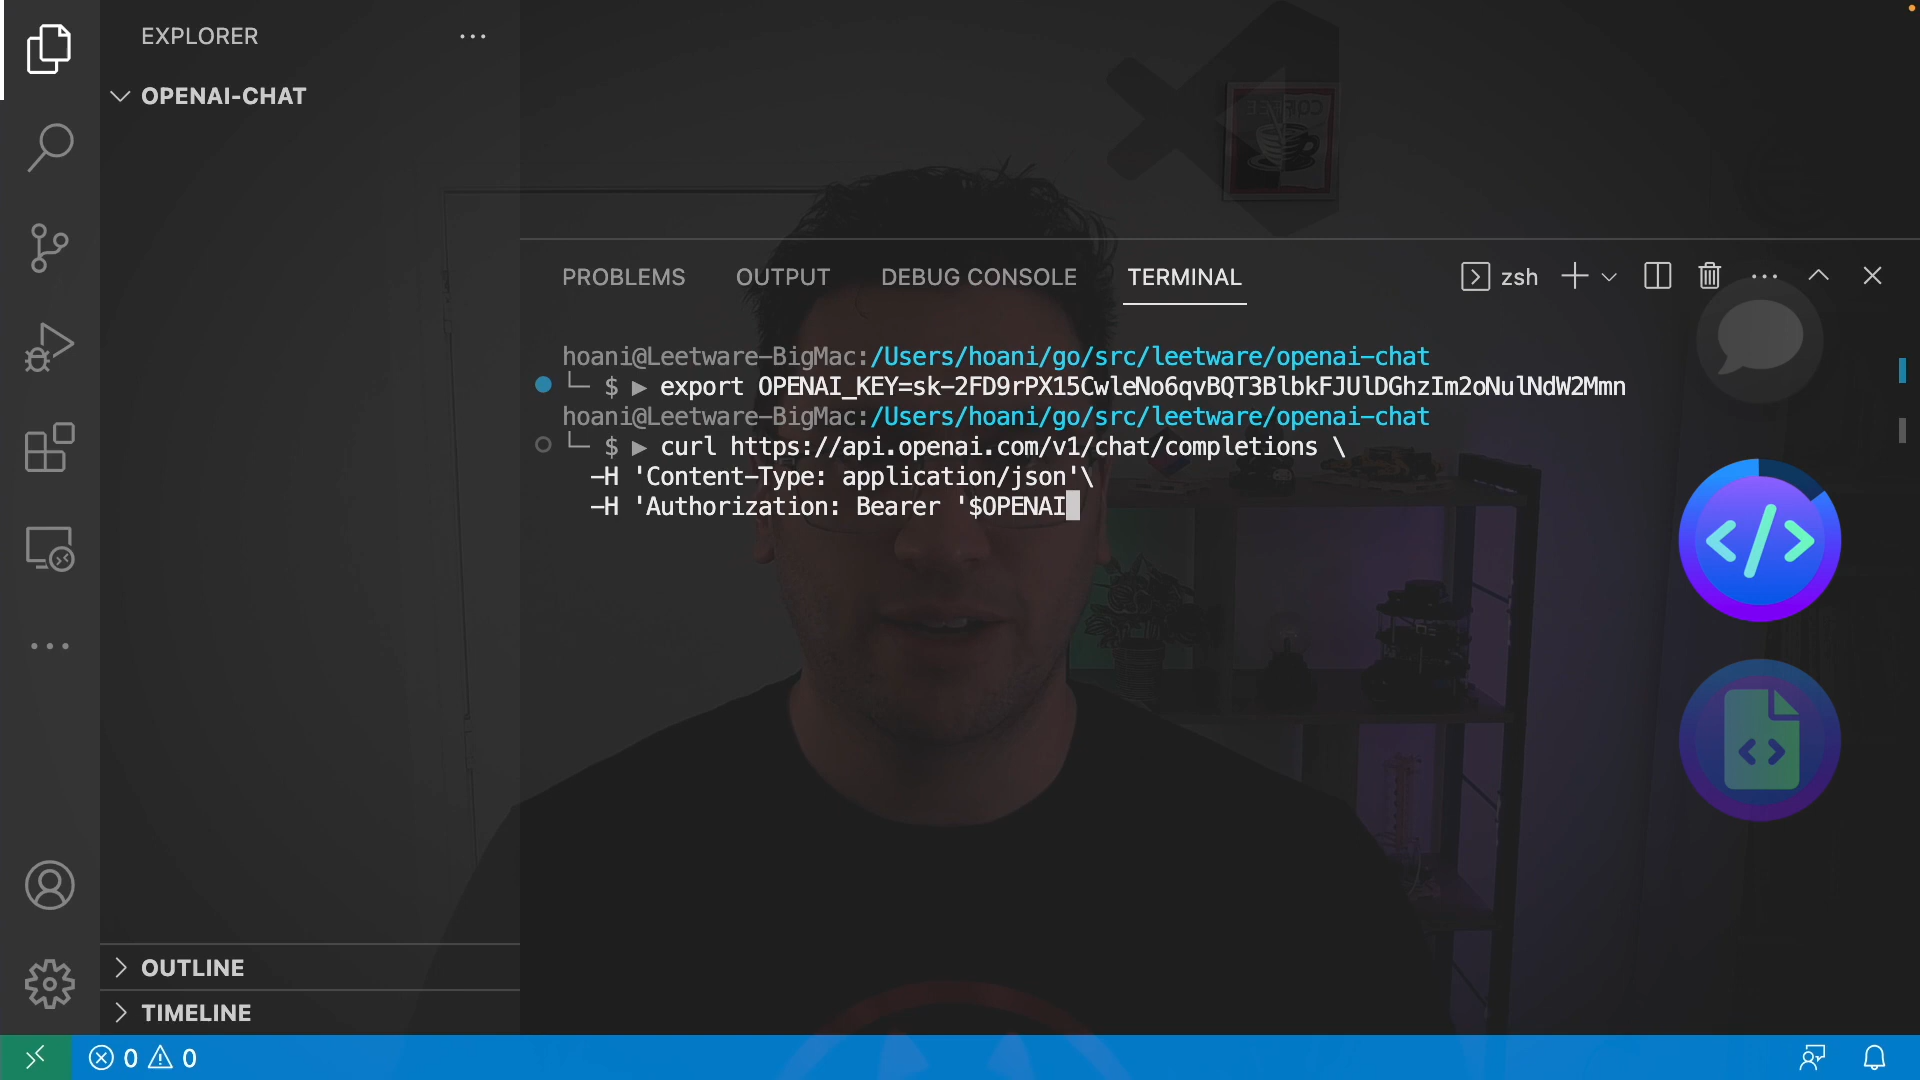 EXPLORER
OPENAI-CHAT
COFFEE
PROBLEMS OUTPUT DEBUG CONSOLE TERMINAL zsh
hoani@Leetware-BigMac:/Users/hoani/go/src/leetware/openai-chat
└─ $ ▶ export OPENAI_KEY=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
hoani@Leetware-BigMac:/Users/hoani/go/src/leetware/openai-chat
└─ $ ▶ curl https://api.openai.com/v1/chat/completions \
-H 'Content-Type: application/json'\
-H 'Authorization: Bearer '$OPENAI
</>
OUTLINE
TIMELINE
0 0